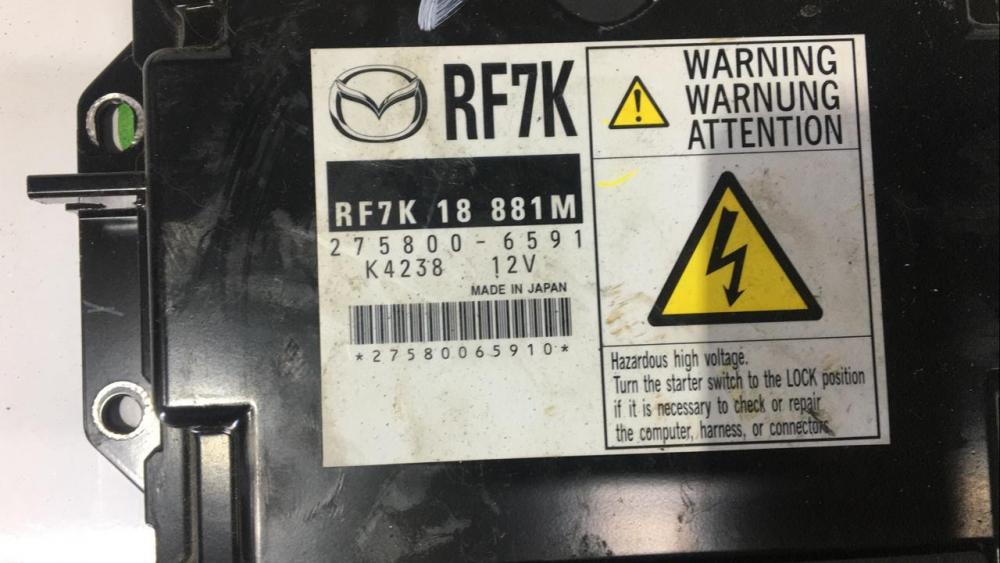 RF7K
RF7K 18 881M
275800-6591
K4238 12V
MADE IN JAPAN
*27580065910*
WARNING
WARNUNG
ATTENTION
Hazardous high voltage.
Turn the starter switch to the LOCK position
if it is necessary to check or repair
the computer, harness, or connectors.